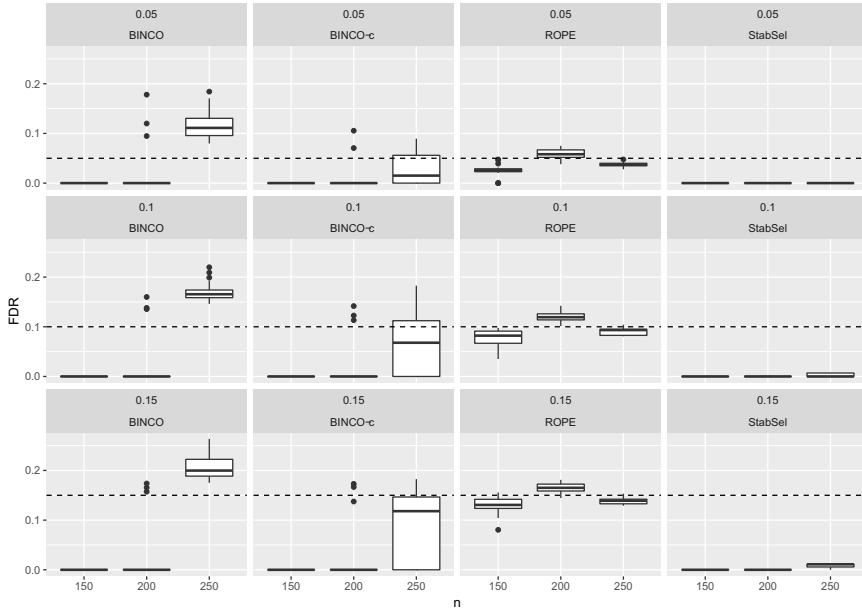 0.05 0.05 0.05 0.05
BINCO BINCO-c ROPE StabSel
0.2
0.1
0.0
0.1 0.1 0.1 0.1
BINCO BINCO-c ROPE StabSel
0.2
0.1
0.0
FDR
0.15 0.15 0.15 0.15
BINCO BINCO-c ROPE StabSel
0.2
0.1
0.0
150 200 250 150 200 250 150 200 250 150 200 250
n